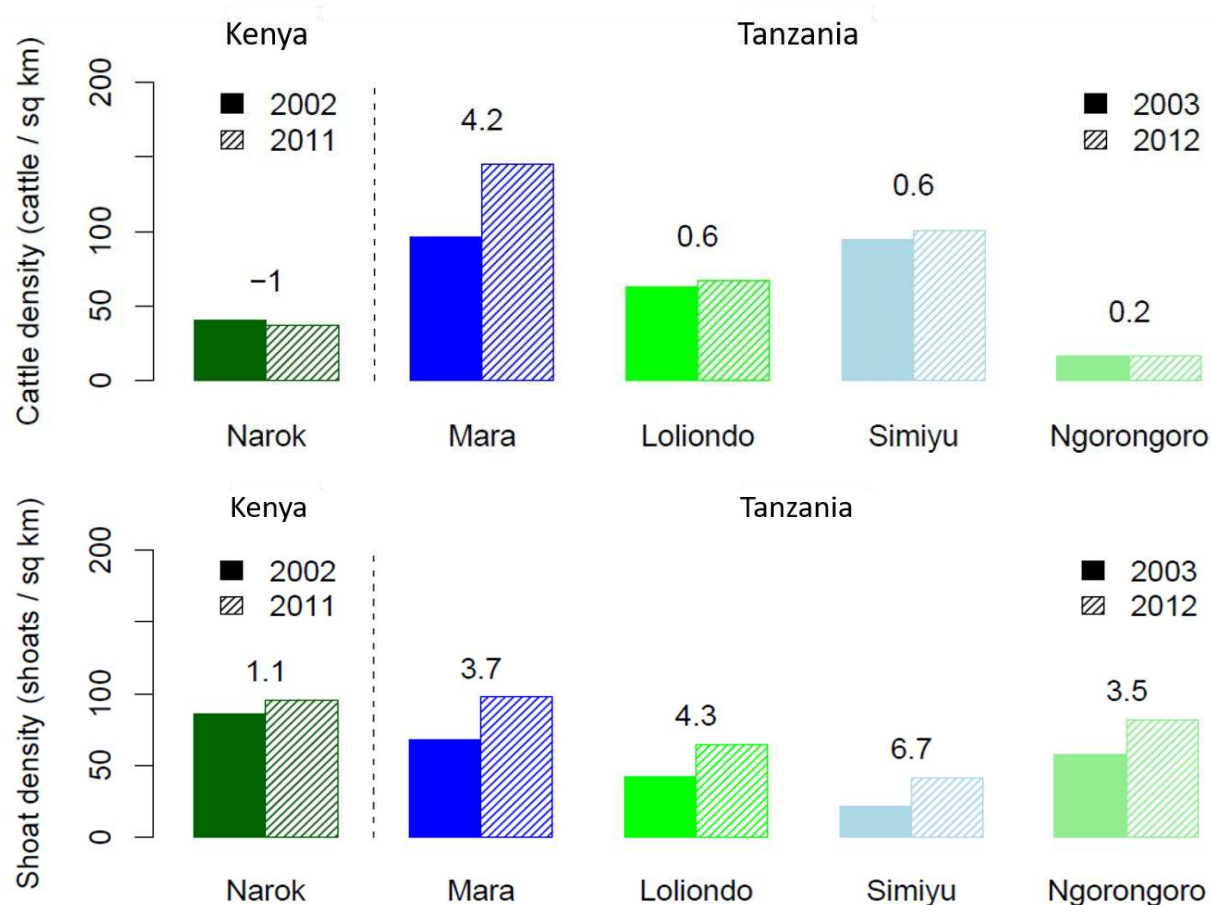 Kenya
Tanzania
Cattle density (cattle / sq km)
200
100
50
0
2002
2011
2003
2012
−1
4.2
0.6
0.6
0.2
Narok
Mara
Loliondo
Simiyu
Ngorongoro
Kenya
Tanzania
Shoat density (shoats / sq km)
200
100
50
0
2002
2011
2003
2012
1.1
3.7
4.3
6.7
3.5
Narok
Mara
Loliondo
Simiyu
Ngorongoro